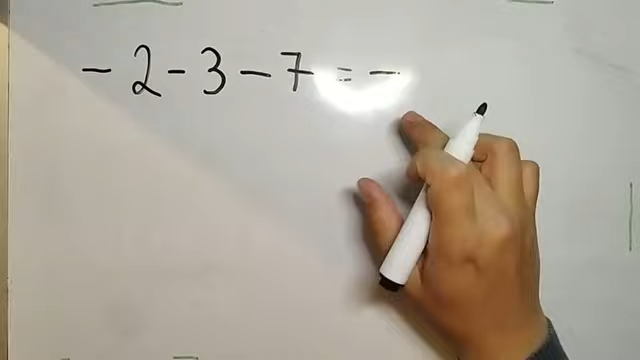 - 2 - 3 - 7 = -